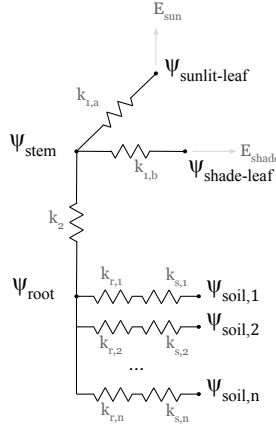 E_sun
Ψ_sunlit-leaf
k_1,a
Ψ_stem
k_1,b
E_shade
Ψ_shade-leaf
k_2
Ψ_root
k_r,1 k_s,1 Ψ_soil,1
k_r,2 k_s,2 Ψ_soil,2
...
k_r,n k_s,n Ψ_soil,n